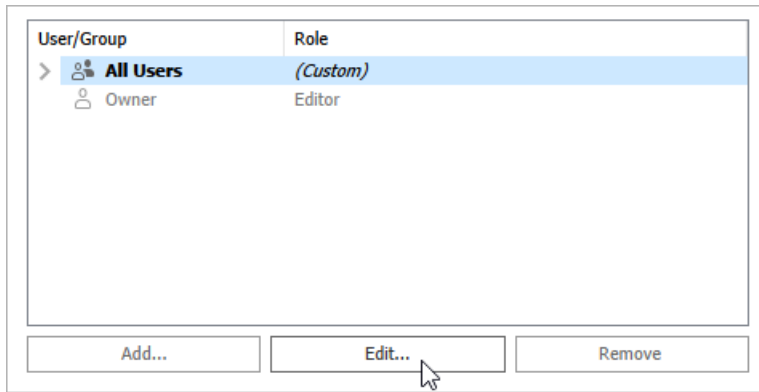 User/Group Role
All Users (Custom)
Owner Editor
Add... Edit... Remove